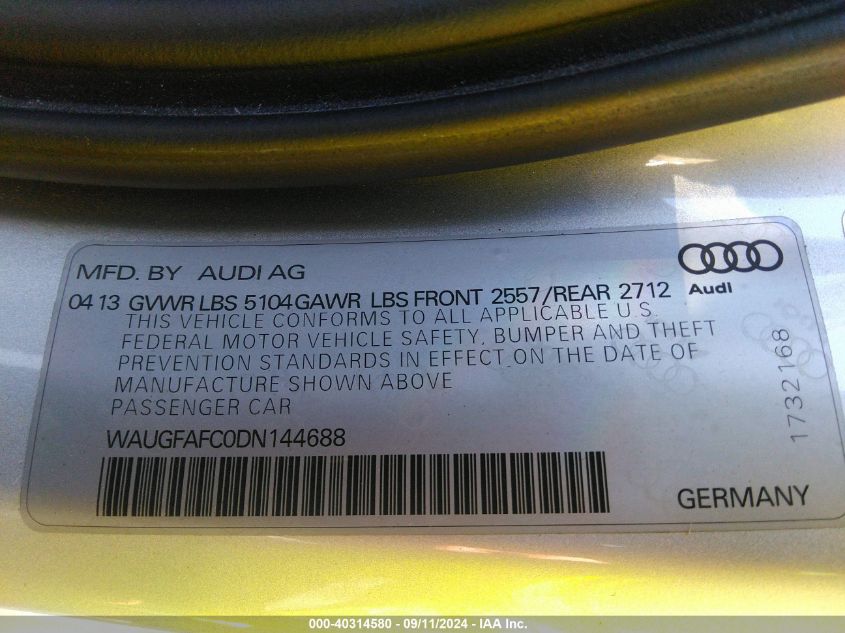 MFD. BY AUDI AG
Audi
04 13 GVWR LBS 5104 GAWR LBS FRONT 2557/REAR 2712
THIS VEHICLE CONFORMS TO ALL APPLICABLE U.S.
FEDERAL MOTOR VEHICLE SAFETY, BUMPER AND THEFT
PREVENTION STANDARDS IN EFFECT ON THE DATE OF
MANUFACTURE SHOWN ABOVE
PASSENGER CAR
WAUGFAFC0DN144688
GERMANY
1732168
000-40314580 - 09/11/2024 - IAA Inc.